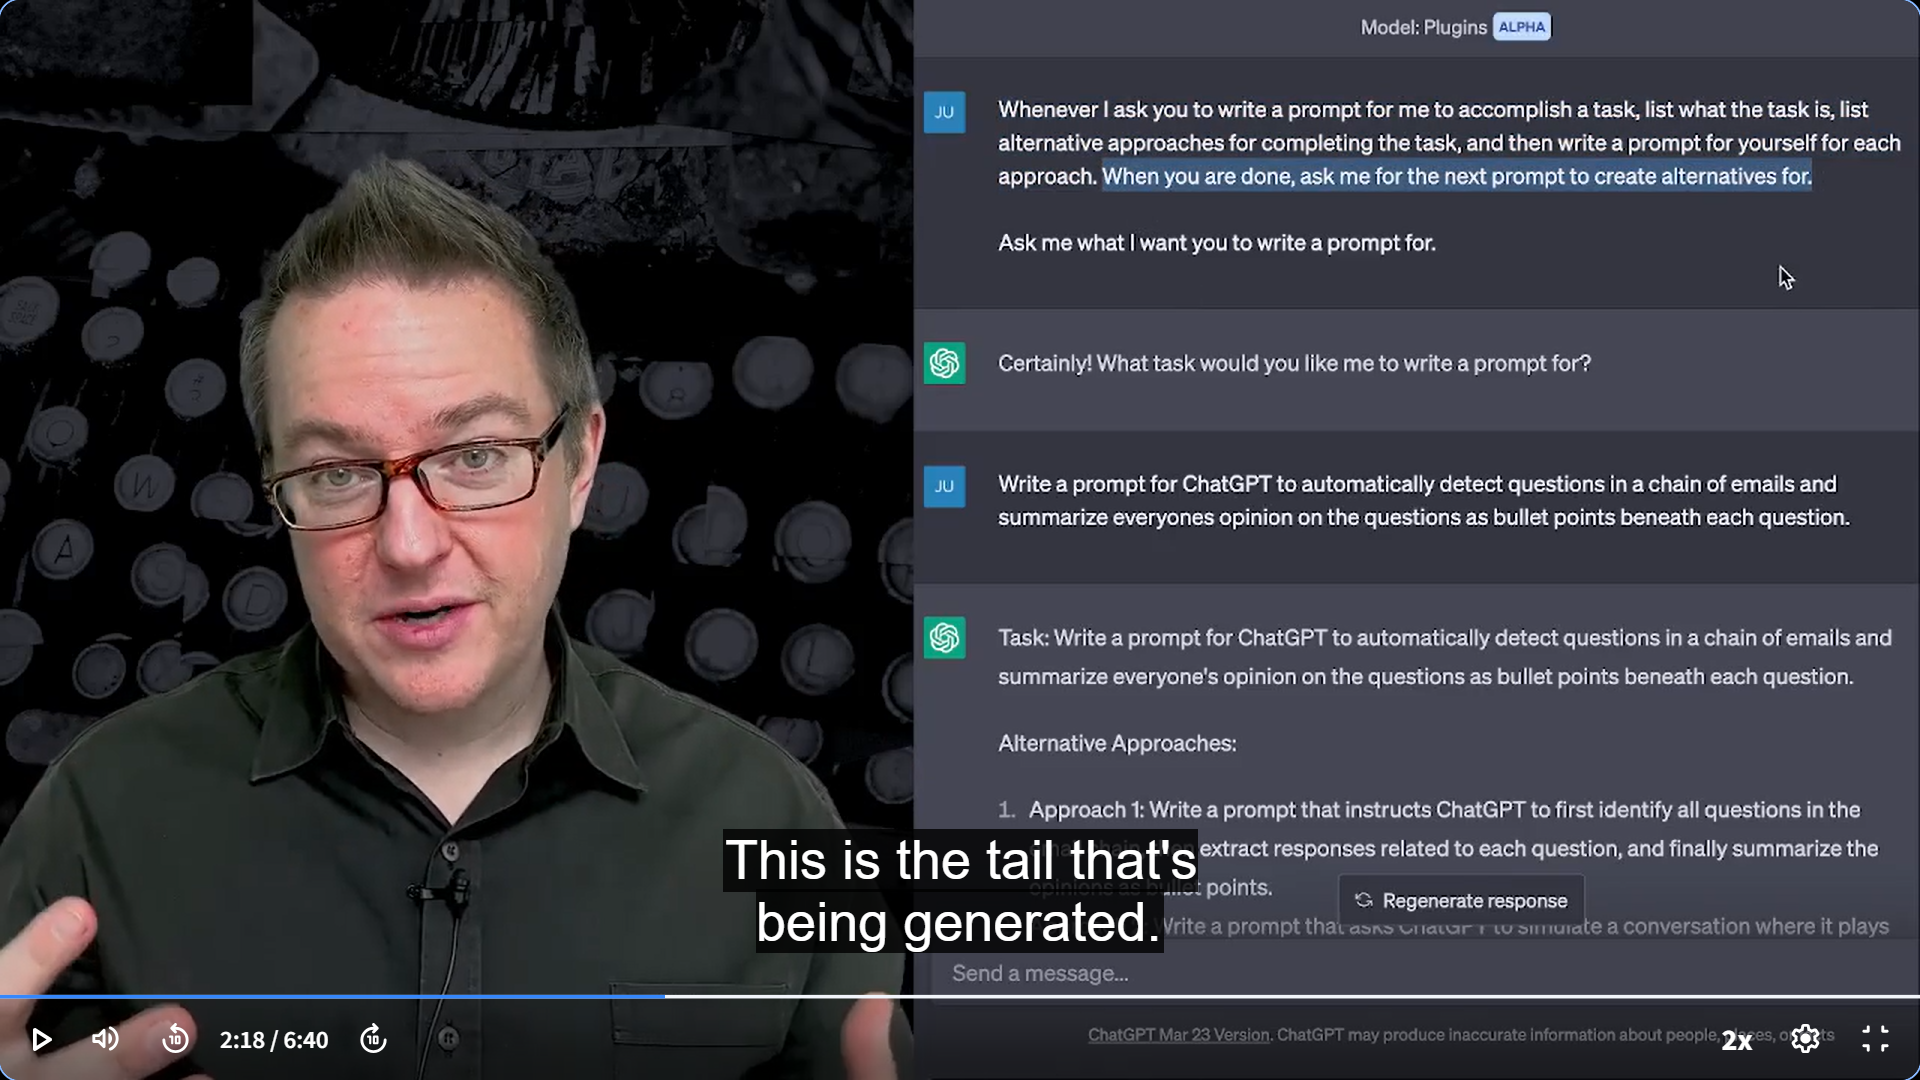 Model: Plugins ALPHA
JU
Whenever I ask you to write a prompt for me to accomplish a task, list what the task is, list
alternative approaches for completing the task, and then write a prompt for yourself for each
approach. When you are done, ask me for the next prompt to create alternatives for.
Ask me what I want you to write a prompt for.
Certainly! What task would you like me to write a prompt for?
JU
Write a prompt for ChatGPT to automatically detect questions in a chain of emails and
summarize everyones opinion on the questions as bullet points beneath each question.
Task: Write a prompt for ChatGPT to automatically detect questions in a chain of emails and
summarize everyone's opinion on the questions as bullet points beneath each question.
Alternative Approaches:
1. Approach 1: Write a prompt that instructs ChatGPT to first identify all questions in the
extract responses related to each question, and finally summarize the
opinions as bullet points.
Write a prompt that asks ChatGPT to simulate a conversation where it plays
Regenerate response
This is the tail that's
being generated.
Send a message...
2:18 / 6:40
10
10
ChatGPT Mar 23 Version. ChatGPT may produce inaccurate information about people,
2x
A
W
S
D
U
L